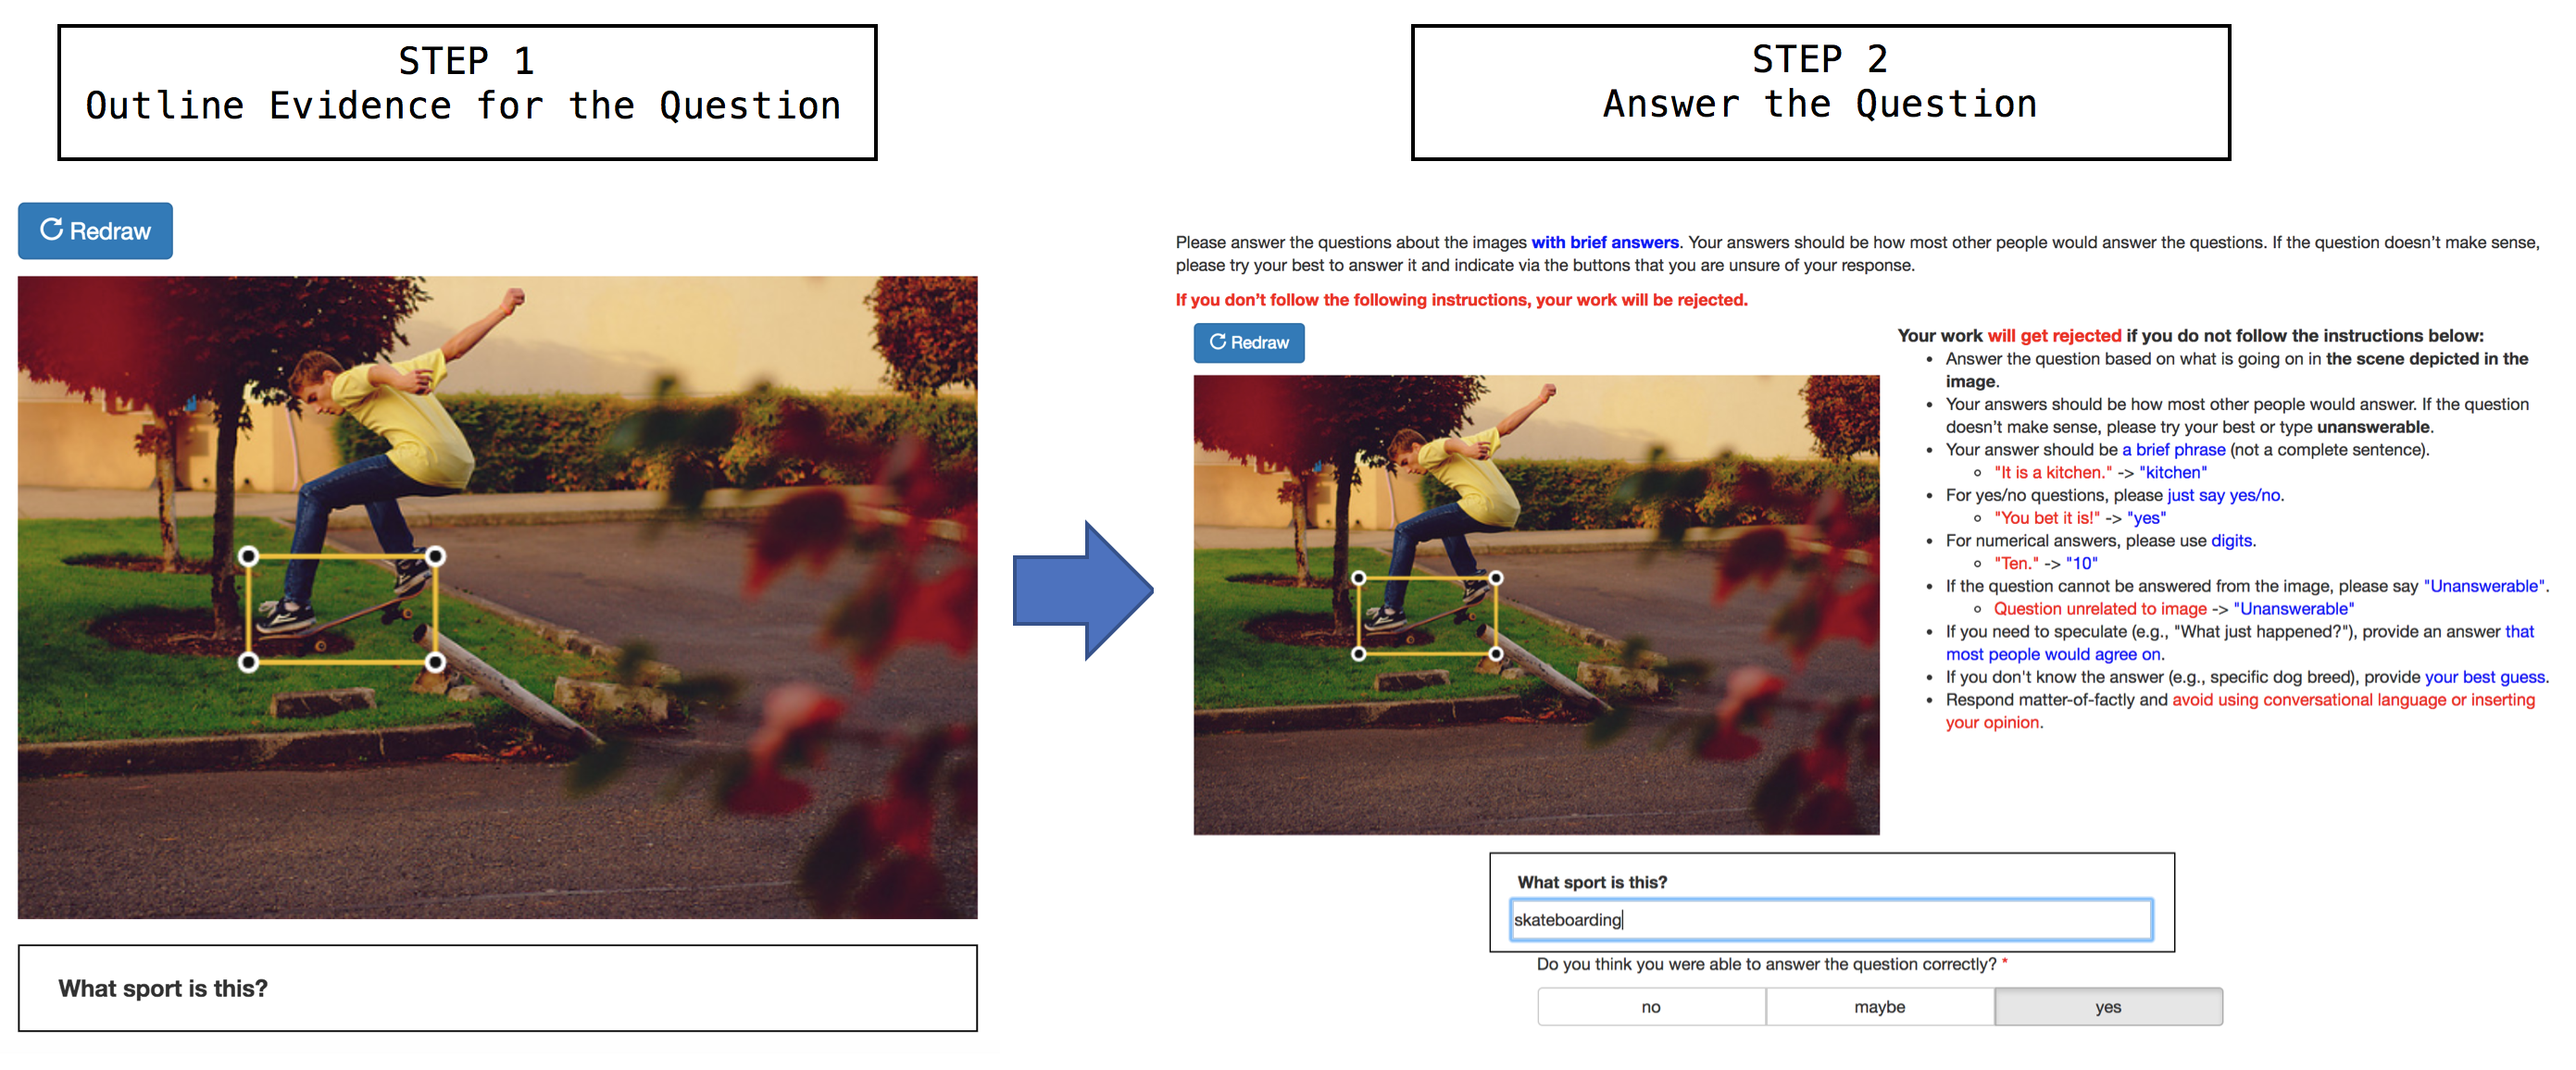 STEP 1
Outline Evidence for the Question
Redraw
What sport is this?
STEP 2
Answer the Question
Please answer the questions about the images with brief answers. Your answers should be how most other people would answer the questions. If the question doesn't make sense,
please try your best to answer it and indicate via the buttons that you are unsure of your response.
If you don't follow the following instructions, your work will be rejected.
Redraw
Your work will get rejected if you do not follow the instructions below:
• Answer the question based on what is going on in the scene depicted in the
image.
• Your answers should be how most other people would answer. If the question
doesn't make sense, please try your best or type unanswerable.
• Your answer should be a brief phrase (not a complete sentence).
◦ "It is a kitchen." -> "kitchen"
• For yes/no questions, please just say yes/no.
◦ "You bet it is!" -> "yes"
• For numerical answers, please use digits.
◦ "Ten." -> "10"
• If the question cannot be answered from the image, please say "Unanswerable".
◦ Question unrelated to image -> "Unanswerable"
• If you need to speculate (e.g., "What just happened?"), provide an answer that
most people would agree on.
• If you don't know the answer (e.g., specific dog breed), provide your best guess.
• Respond matter-of-factly and avoid using conversational language or inserting
your opinion.
What sport is this?
skateboarding
Do you think you were able to answer the question correctly? *
no
maybe
yes